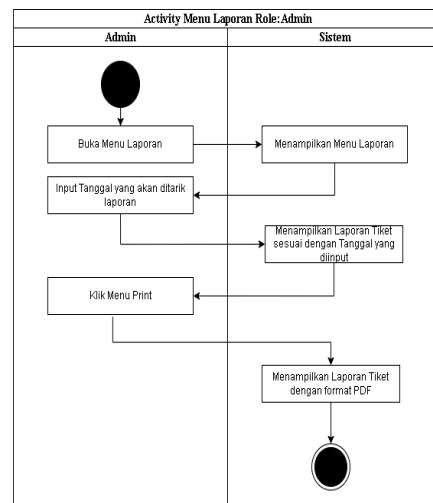 Activity Menu Laporan Role: Admin
Admin
Sistem
Buka Menu Laporan
Menampilkan Menu Laporan
Input Tanggal yang akan ditarik
laporan
Menampilkan Laporan Tiket
sesuai dengan Tanggal yang
diinput
Klik Menu Print
Menampilkan Laporan Tiket
dengan format PDF